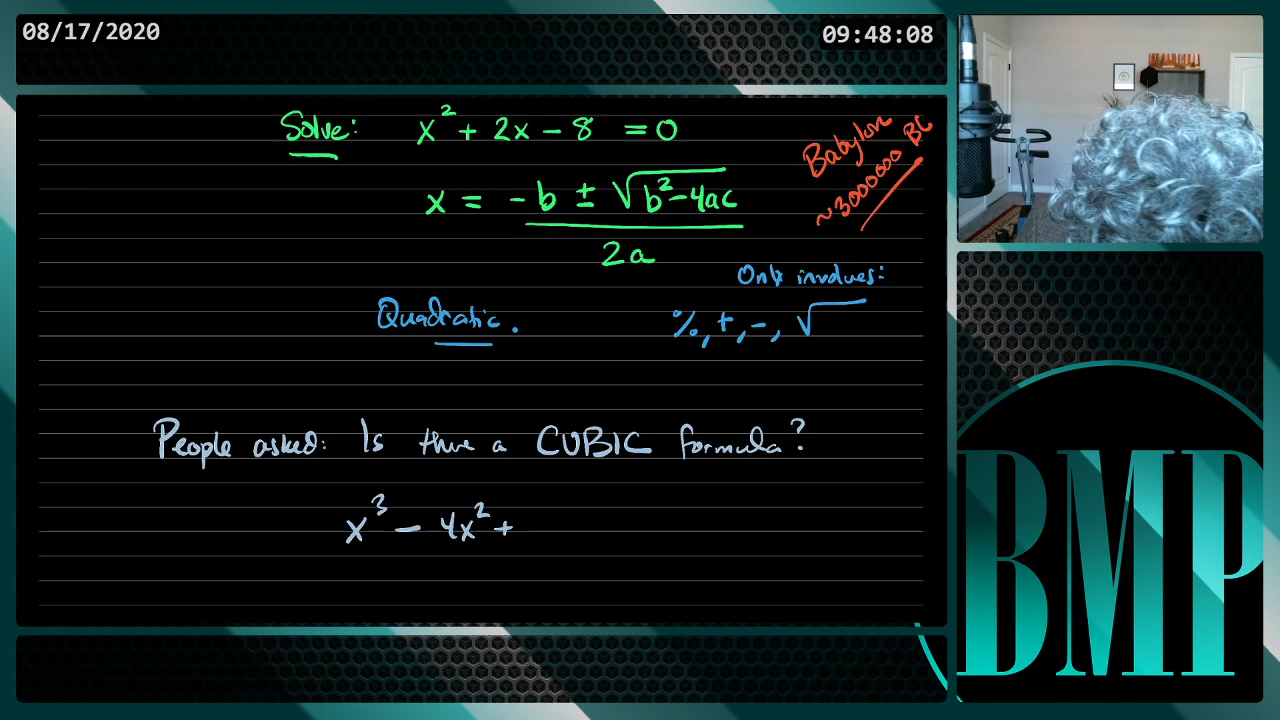 08/17/2020
09:48:08
Solve: x² + 2x - 8 = 0
x = -b ± √b²-4ac
2a
Babylon
~3000000 BC
Only involves:
Quadratic.
%, +, -, √
People asked: Is there a CUBIC formula?
x³ - 4x² +
BMP